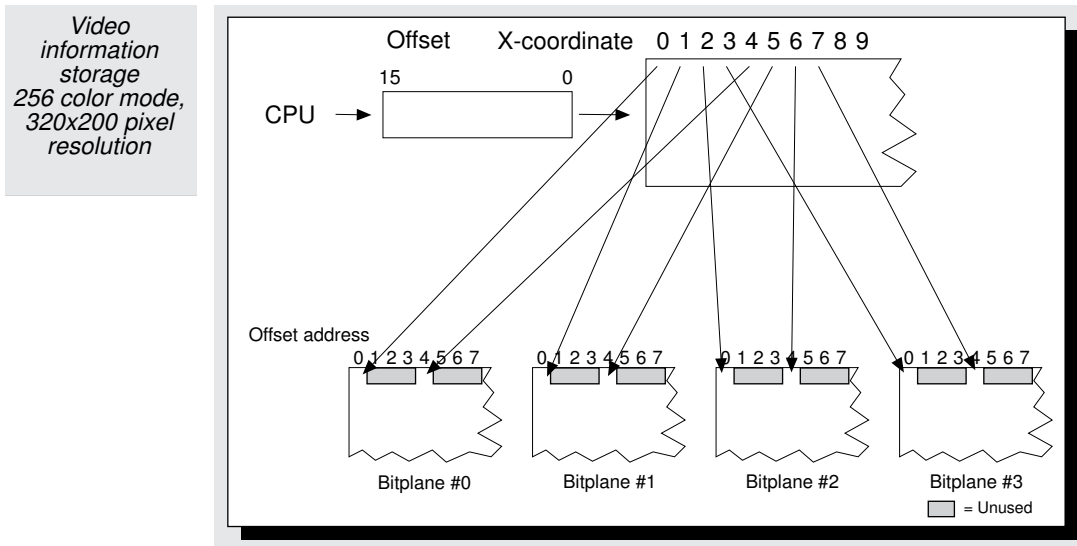 Video
information
storage
256 color mode,
320x200 pixel
resolution
Offset X-coordinate 0 1 2 3 4 5 6 7 8 9
15 0
CPU
Offset address
0 1 2 3 4 5 6 7 0 1 2 3 4 5 6 7 0 1 2 3 4 5 6 7 0 1 2 3 4 5 6 7
Bitplane #0 Bitplane #1 Bitplane #2 Bitplane #3
= Unused